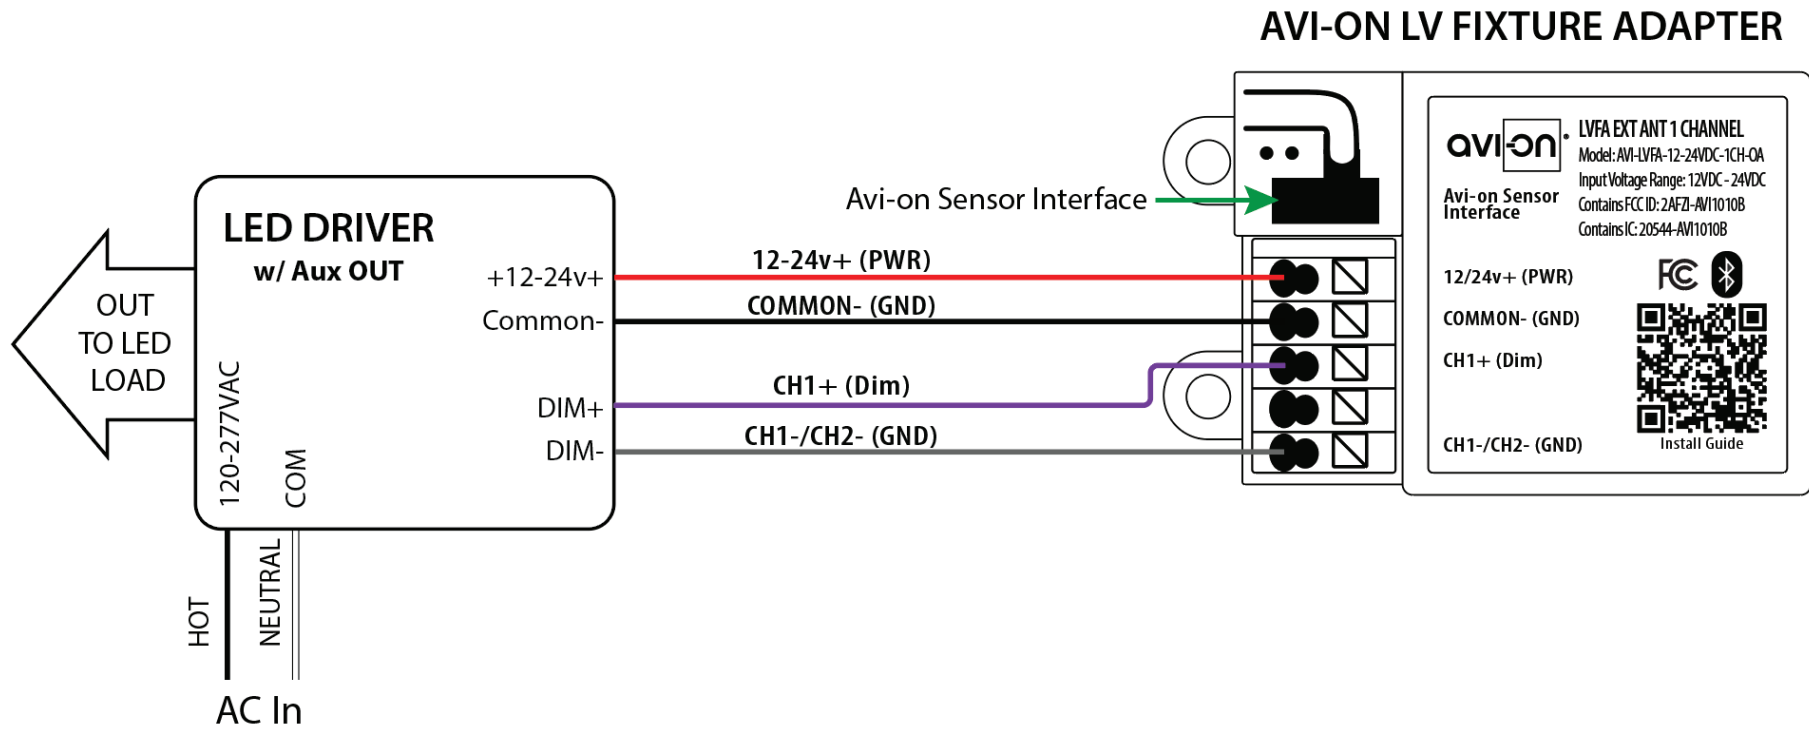 AVI-ON LV FIXTURE ADAPTER
avi-on
LVFA EXT ANT 1 CHANNEL
Model: AVI-LVFA-12-24VDC-1CH-OA
Input Voltage Range: 12VDC - 24VDC
Contains FCC ID: 2AFZI-AVI1010B
Contains IC: 20544-AVI1010B
Avi-on Sensor
Interface
12/24v+ (PWR)
COMMON- (GND)
CH1+ (Dim)
CH1-/CH2- (GND)
FC
Install Guide
Avi-on Sensor Interface
LED DRIVER
w/ Aux OUT
+12-24v+
Common-
DIM+
DIM-
12-24v+ (PWR)
COMMON- (GND)
CH1+ (Dim)
CH1-/CH2- (GND)
OUT
TO LED
LOAD
120-277VAC
COM
HOT
NEUTRAL
AC In